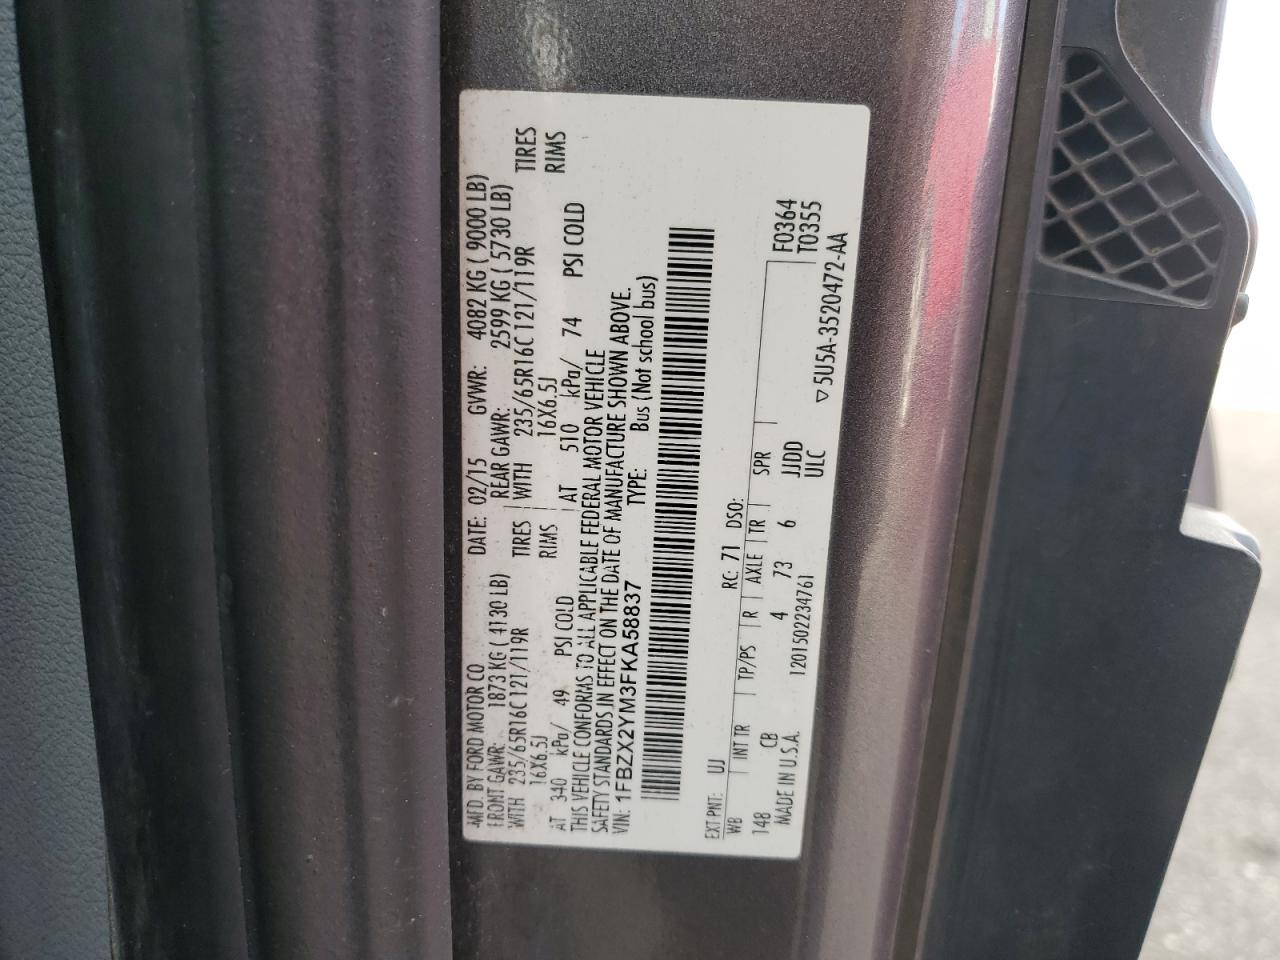 MFD. BY FORD MOTOR CO DATE: 02/15 GVWR: 4082 KG ( 9000 LB)
FRONT GAWR: 1873 KG ( 4130 LB) REAR GAWR: 2599 KG ( 5730 LB)
WITH 235/65R16C 121/119R TIRES WITH 235/65R16C 121/119R TIRES
16X6.5J RIMS 16X6.5J RIMS
AT 340 kPa/ 49 PSI COLD AT 510 kPa/ 74 PSI COLD
THIS VEHICLE CONFORMS TO ALL APPLICABLE FEDERAL MOTOR VEHICLE
SAFETY STANDARDS IN EFFECT ON THE DATE OF MANUFACTURE SHOWN ABOVE.
VIN: 1FBZX2YM3FKA58837 TYPE: Bus (Not school bus)
EXT PNT: UJ RC: 71 DSO:
WB INT TR TP/PS R AXLE TR SPR F0364
148 CB 4 73 6 JJDD T0355
MADE IN U.S.A. 1201502234761 ULC
▽5U5A-3520472-AA